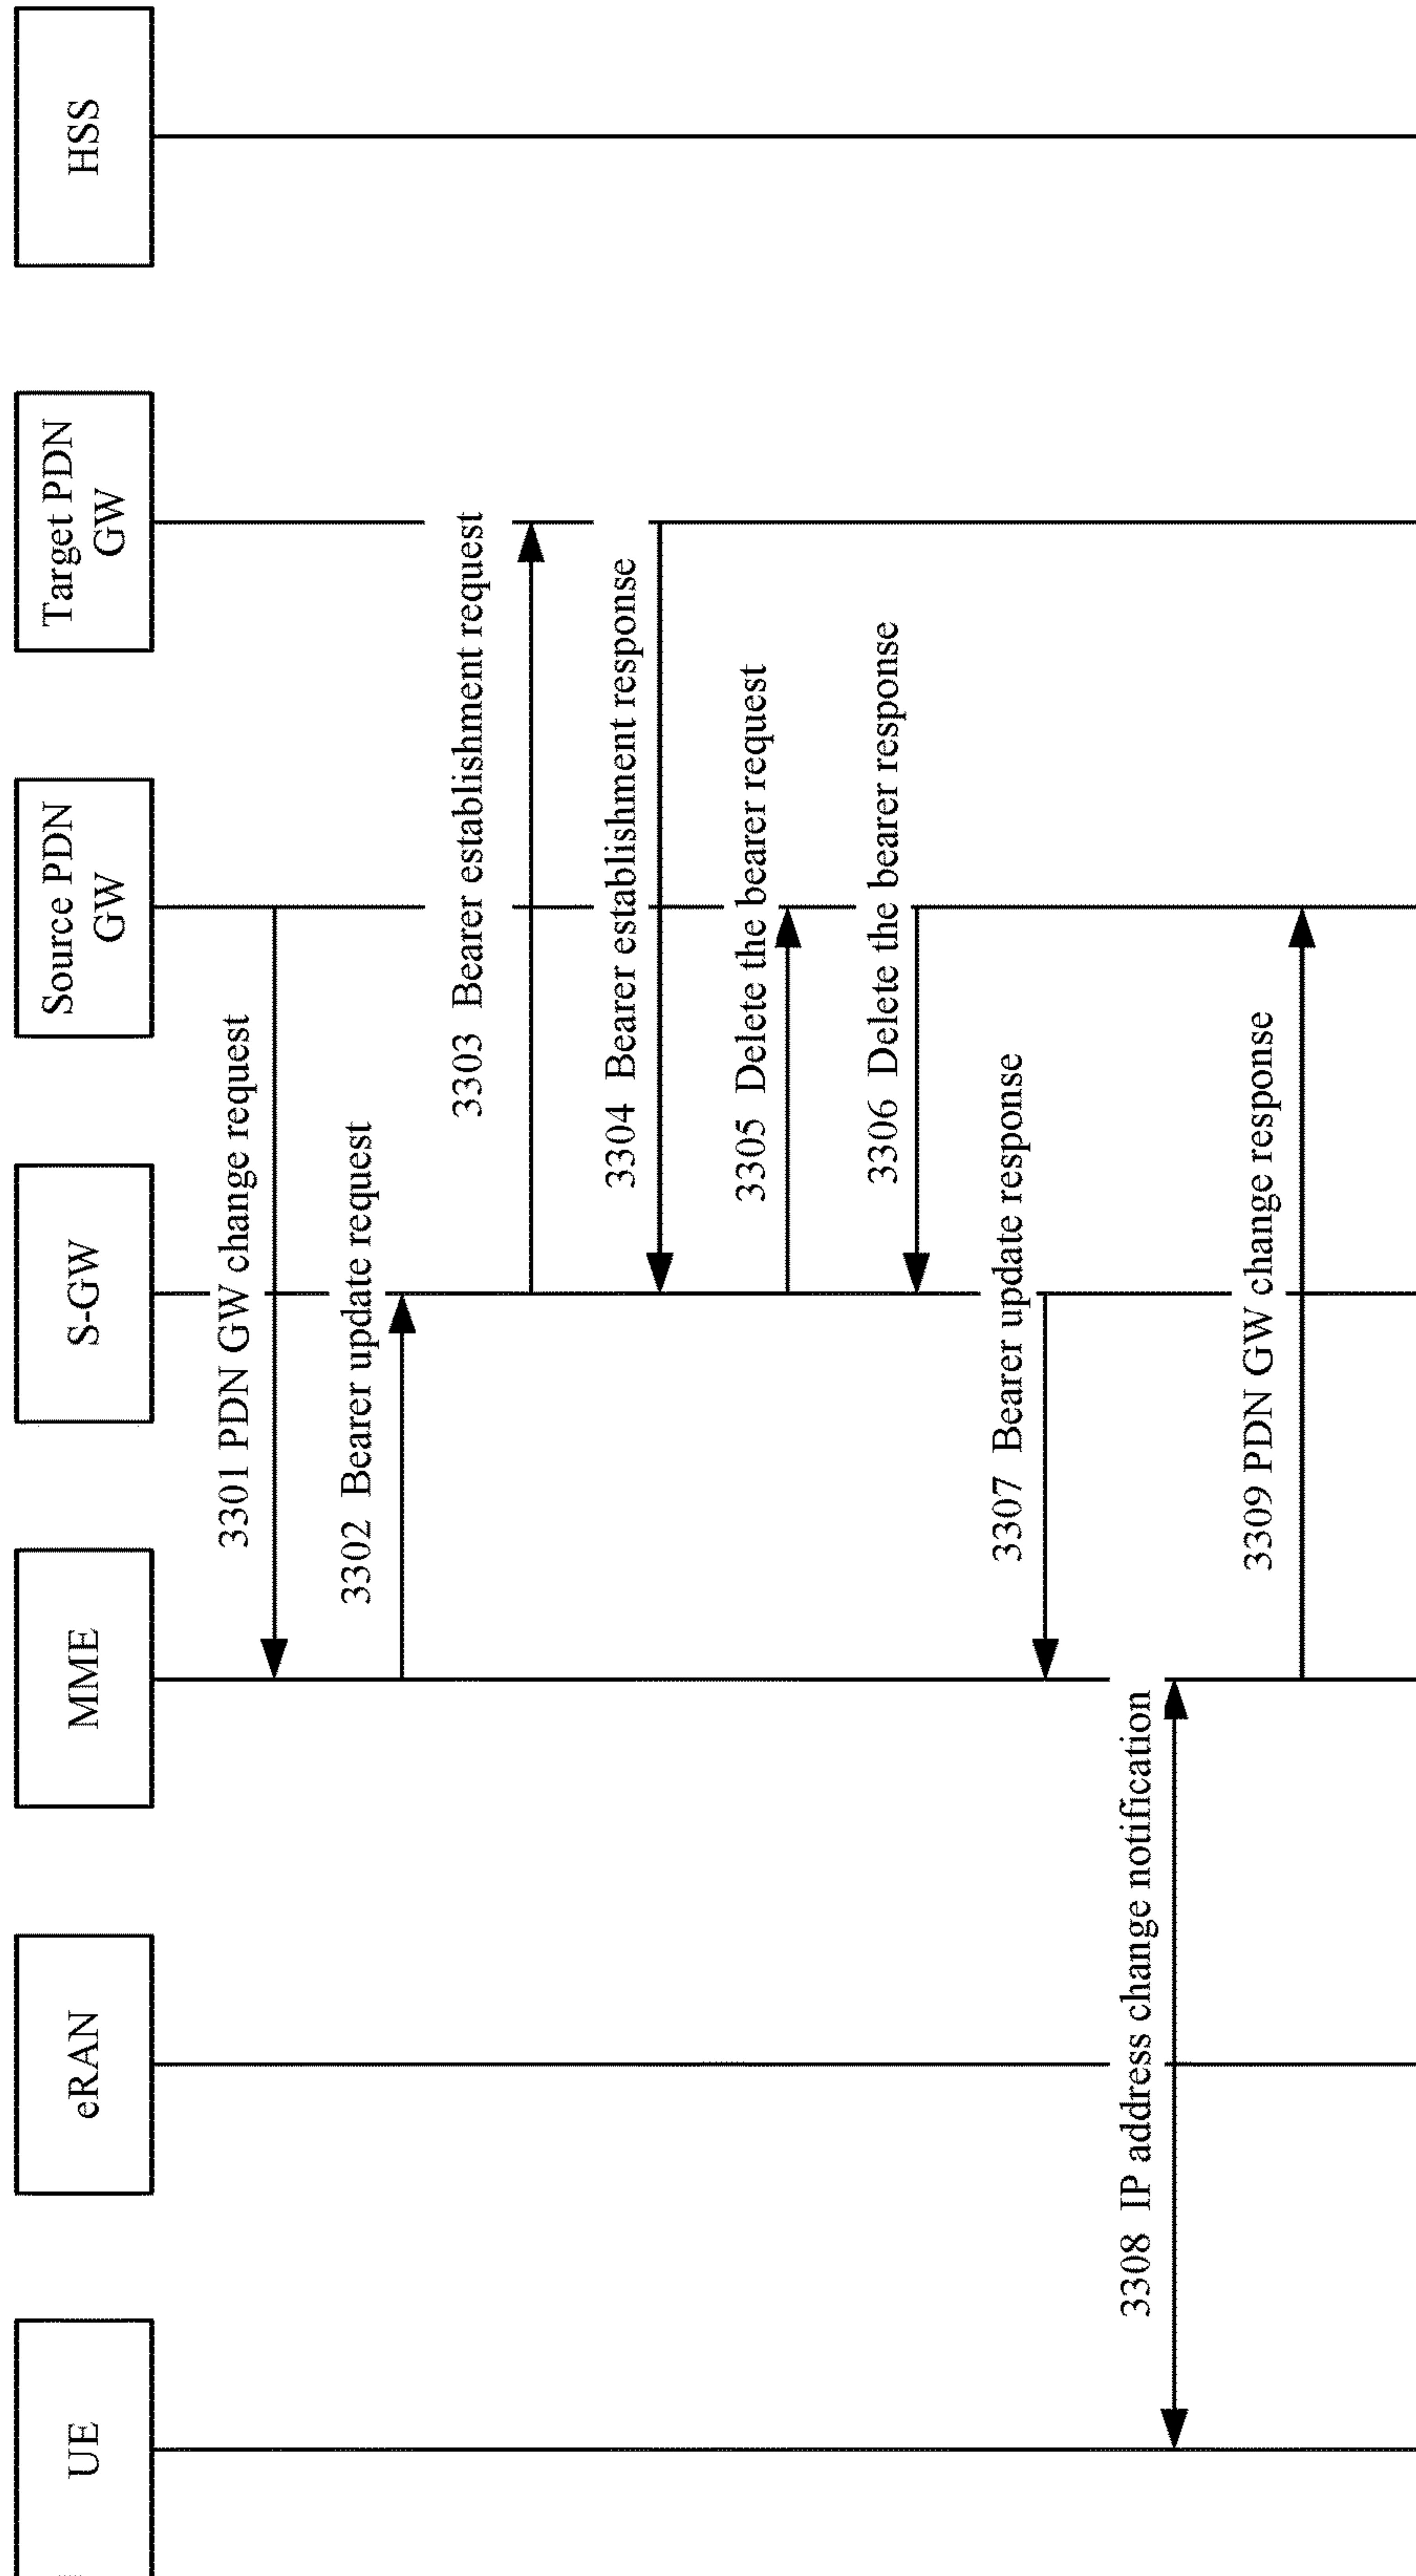 UE
eRAN
MME
S-GW
Source PDN
GW
Target PDN
GW
HSS
3301 PDN GW change request
3302 Bearer update request
3303 Bearer establishment request
3304 Bearer establishment response
3305 Delete the bearer request
3306 Delete the bearer response
3307 Bearer update response
3308 IP address change notification
3309 PDN GW change response